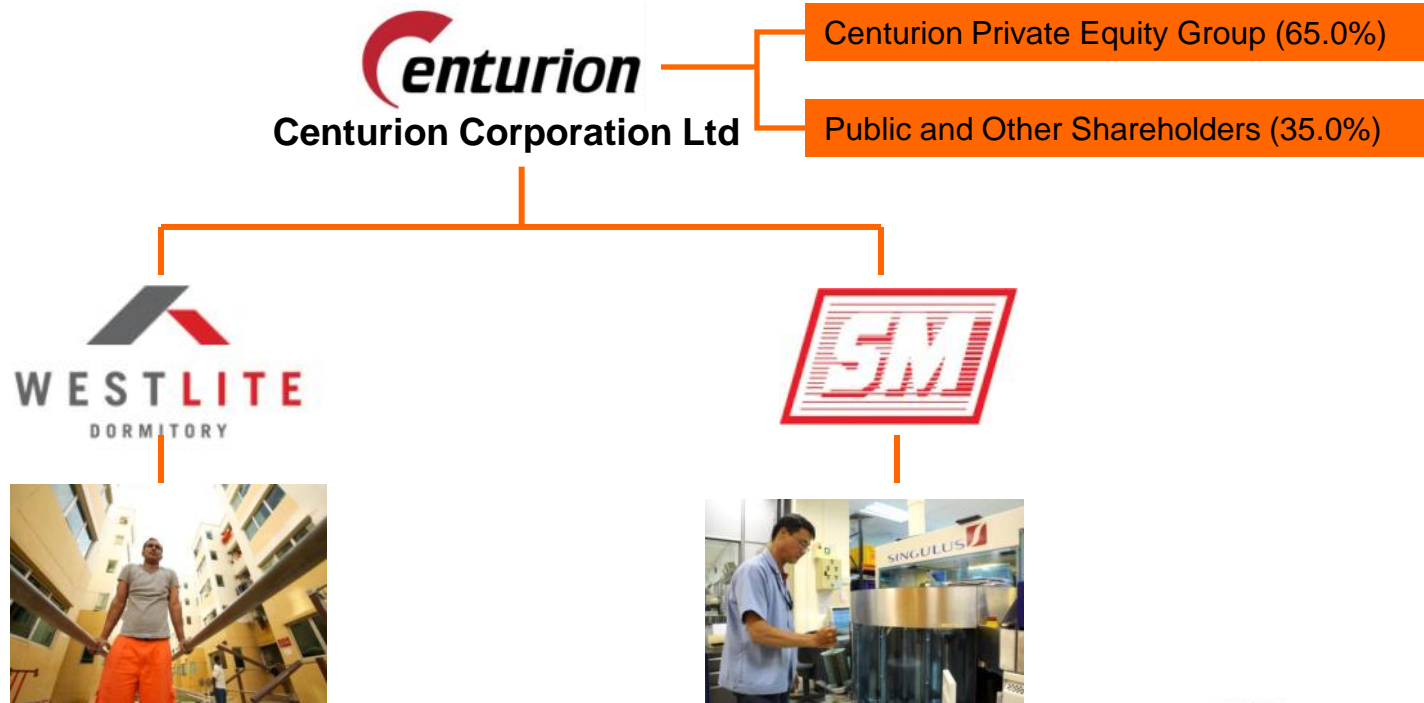 Centurion
Centurion Private Equity Group (65.0%)
Centurion Corporation Ltd
Public and Other Shareholders (35.0%)
WESTLITE
DORMITORY
SM
SINGULUS